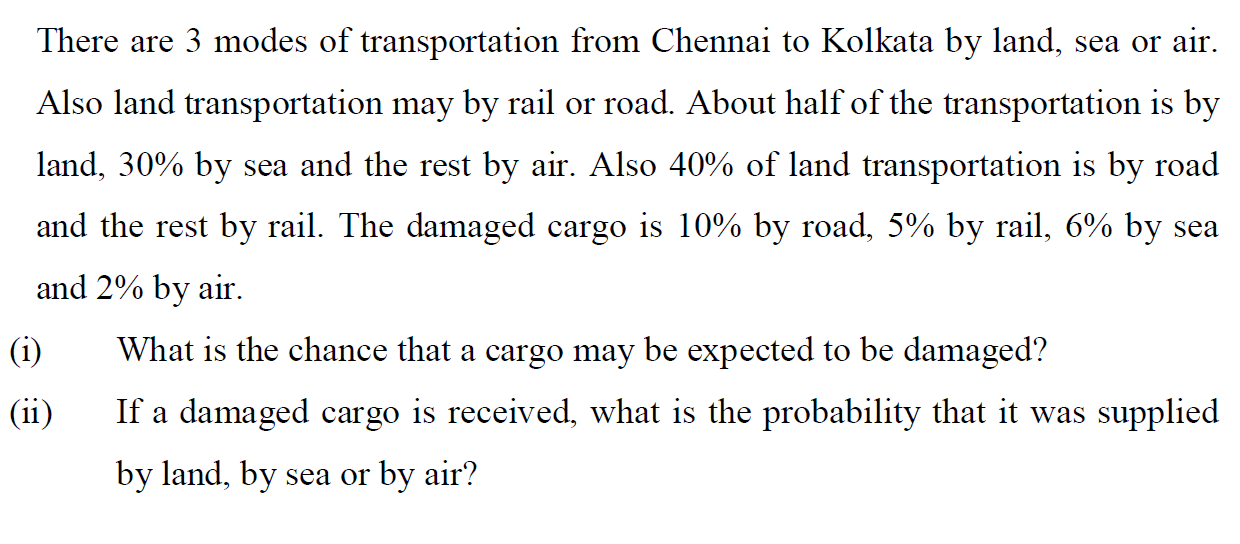 There are 3 modes of transportation from Chennai to Kolkata by land, sea or air.
Also land transportation may by rail or road. About half of the transportation is by
land, 30% by sea and the rest by air. Also 40% of land transportation is by road
and the rest by rail. The damaged cargo is 10% by road, 5% by rail, 6% by sea
and 2% by air.
(i) What is the chance that a cargo may be expected to be damaged?
(ii) If a damaged cargo is received, what is the probability that it was supplied
by land, by sea or by air?